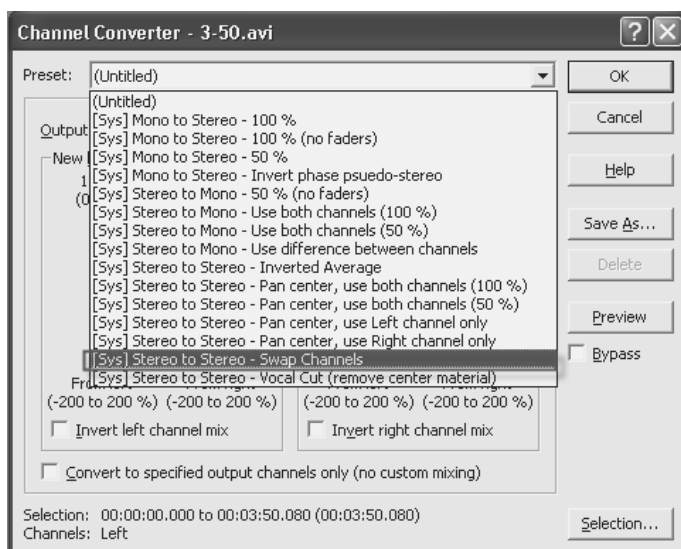 Channel Converter - 3-50.avi
Preset: (Untitled)
OK
(Untitled)
[Sys] Mono to Stereo - 100 %
[Sys] Mono to Stereo - 100 % (no faders)
[Sys] Mono to Stereo - 50 %
[Sys] Mono to Stereo - Invert phase psuedo-stereo
[Sys] Stereo to Mono - 50 % (no faders)
[Sys] Stereo to Mono - Use both channels (100 %)
[Sys] Stereo to Mono - Use both channels (50 %)
[Sys] Stereo to Mono - Use difference between channels
[Sys] Stereo to Stereo - Inverted Average
[Sys] Stereo to Stereo - Pan center, use both channels (100 %)
[Sys] Stereo to Stereo - Pan center, use both channels (50 %)
[Sys] Stereo to Stereo - Pan center, use Left channel only
[Sys] Stereo to Stereo - Pan center, use Right channel only
[Sys] Stereo to Stereo - Swap Channels
[Sys] Stereo to Stereo - Vocal Cut (remove center material)
Output
New
1
(0
Cancel
Help
Save As...
Delete
Preview
Bypass
(-200 to 200 %) (-200 to 200 %) (-200 to 200 %) (-200 to 200 %)
Invert left channel mix
Invert right channel mix
Convert to specified output channels only (no custom mixing)
Selection: 00:00:00.000 to 00:03:50.080 (00:03:50.080)
Channels: Left
Selection...